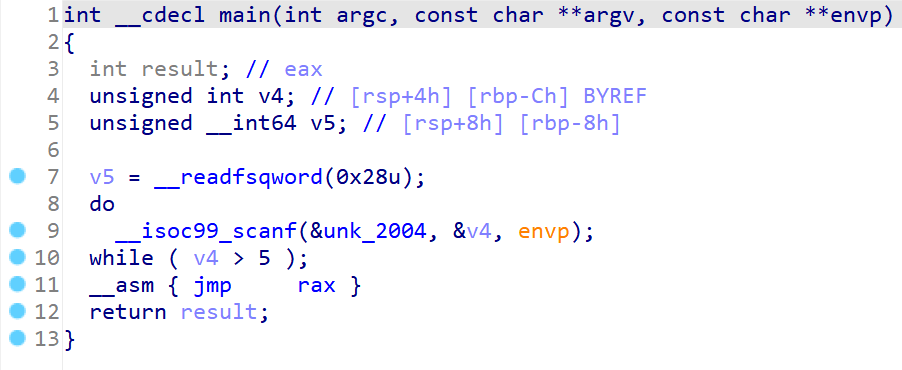 1 int __cdecl main(int argc, const char **argv, const char **envp)
2 {
3   int result; // eax
4   unsigned int v4; // [rsp+4h] [rbp-Ch] BYREF
5   unsigned __int64 v5; // [rsp+8h] [rbp-8h]
6
7   v5 = __readfsqword(0x28u);
8   do
9     __isoc99_scanf(&unk_2004, &v4, envp);
10   while ( v4 > 5 );
11   __asm { jmp     rax }
12   return result;
13 }